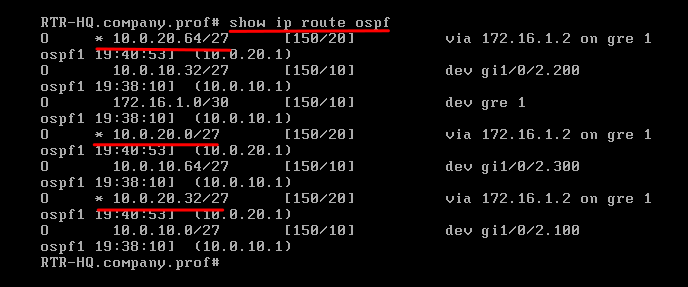 RTR-HQ.company.prof# show ip route ospf
O * 10.0.20.64/27 [150/20] via 172.16.1.2 on gre 1
ospf1 19:40:53] (10.0.20.1)
O 10.0.10.32/27 [150/10] dev gi1/0/2.200
ospf1 19:38:10] (10.0.10.1)
O 172.16.1.0/30 [150/10] dev gre 1
ospf1 19:38:10] (10.0.10.1)
O * 10.0.20.0/27 [150/20] via 172.16.1.2 on gre 1
ospf1 19:40:53] (10.0.20.1)
O 10.0.10.64/27 [150/10] dev gi1/0/2.300
ospf1 19:38:10] (10.0.10.1)
O * 10.0.20.32/27 [150/20] via 172.16.1.2 on gre 1
ospf1 19:40:53] (10.0.20.1)
O 10.0.10.0/27 [150/10] dev gi1/0/2.100
ospf1 19:38:10] (10.0.10.1)
RTR-HQ.company.prof#